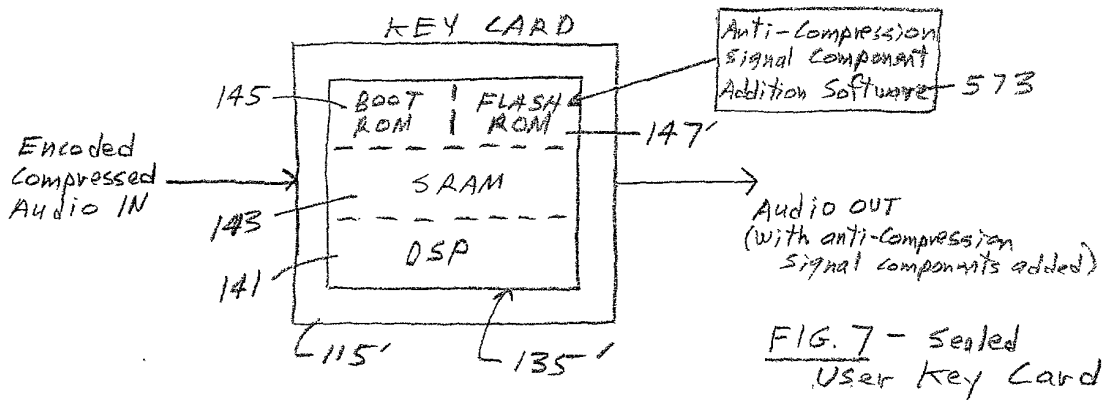 KEY CARD
Anti-Compression
Signal Component
Addition Software
573
145
BOOT
ROM
FLASH
ROM
147'
Encoded
Compressed
Audio IN
SRAM
143
DSP
141
Audio OUT
(with anti-compression
signal components added)
115'
135'
FIG. 7 - Sealed
User Key Card